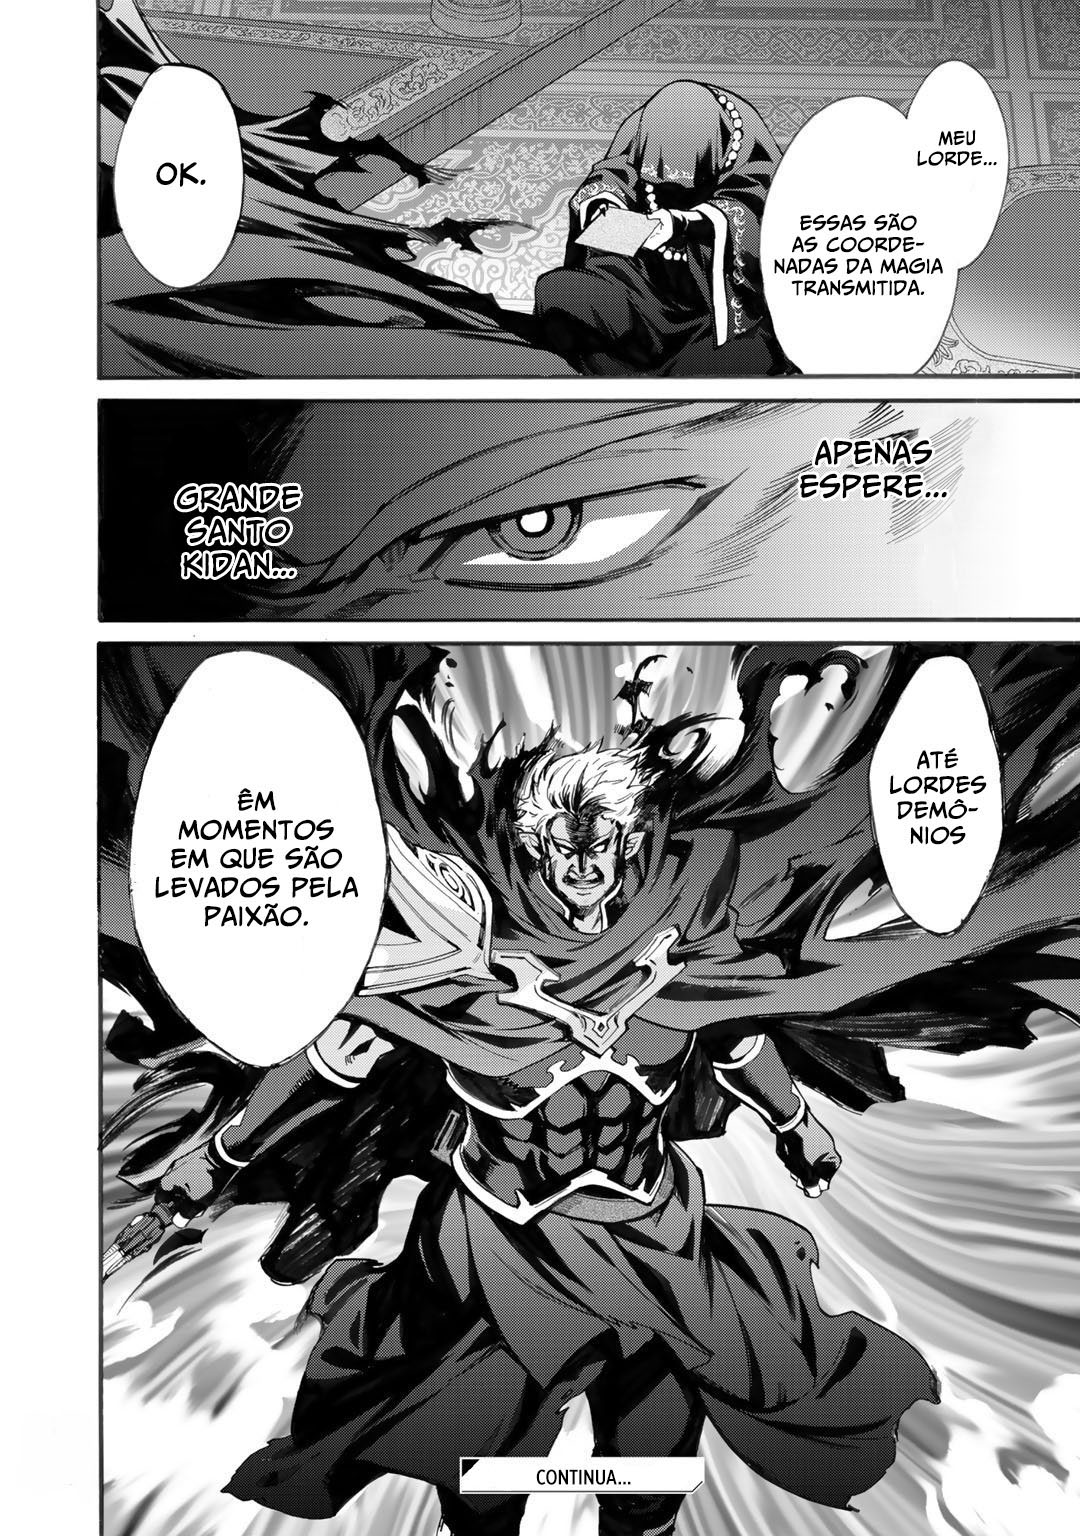 MEU
LORDE...
ESSAS SÃO
AS COORDE-
NADAS DA MAGIA
TRANSMITIDA.
OK.
APENAS
ESPERE...
GRANDE
SANTO
KIDAN...
ATÉ
LORDES
DEMÔ-
NIOS
ÊM
MOMENTOS
EM QUE SÃO
LEVADOS PELA
PAIXÃO.
CONTINUA...